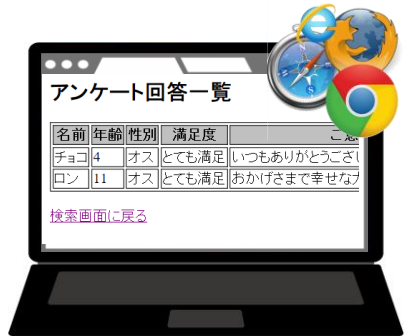 アンケート回答一覧
名前 年齢 性別 満足度
チョコ 4 オス とても満足 いつもありがとうござい
ロン 11 オス とても満足 おかげさまで幸せな
検索画面に戻る